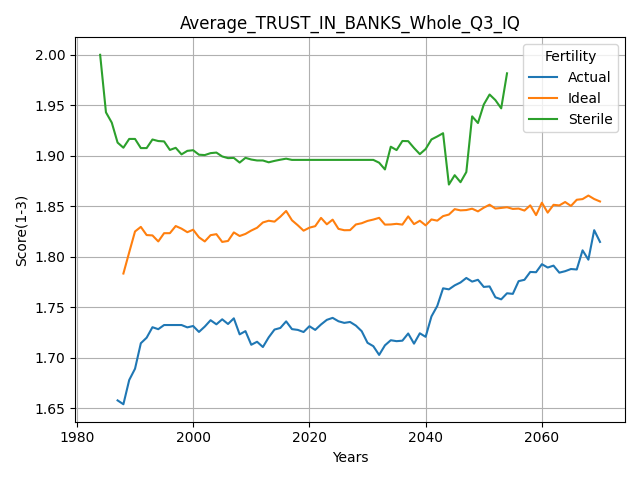 Average_TRUST_IN_BANKS_Whole_Q3_IQ
Fertility
Actual
Ideal
Sterile
Score(1-3)
2.00
1.95
1.90
1.85
1.80
1.75
1.70
1.65
1980
2000
2020
2040
2060
Years